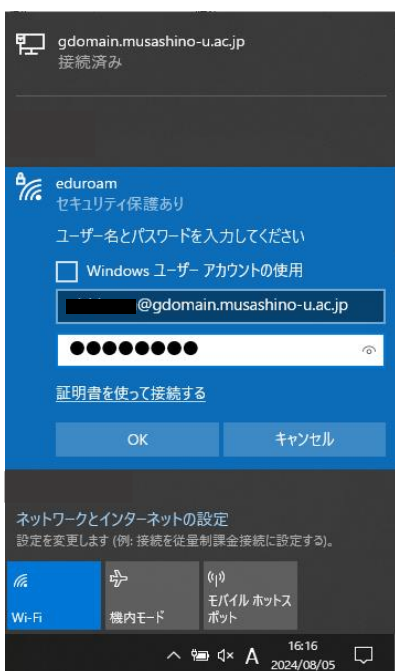 gdomain.musashino-u.ac.jp
接続済み
eduroam
セキュリティ保護あり
ユーザー名とパスワードを入力してください
Windows ユーザー アカウントの使用
@gdomain.musashino-u.ac.jp
証明書を使って接続する
OK
キャンセル
ネットワークとインターネットの設定
設定を変更します (例: 接続を従量制課金接続に設定する)。
Wi-Fi
機内モード
モバイル ホットス
ポット
A
16:16
2024/08/05